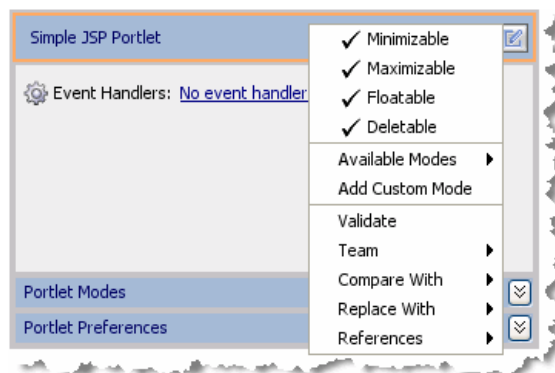 Simple JSP Portlet
Event Handlers: No event handler
Minimizable
Maximizable
Floatable
Deletable
Available Modes
Add Custom Mode
Validate
Team
Compare With
Replace With
References
Portlet Modes
Portlet Preferences